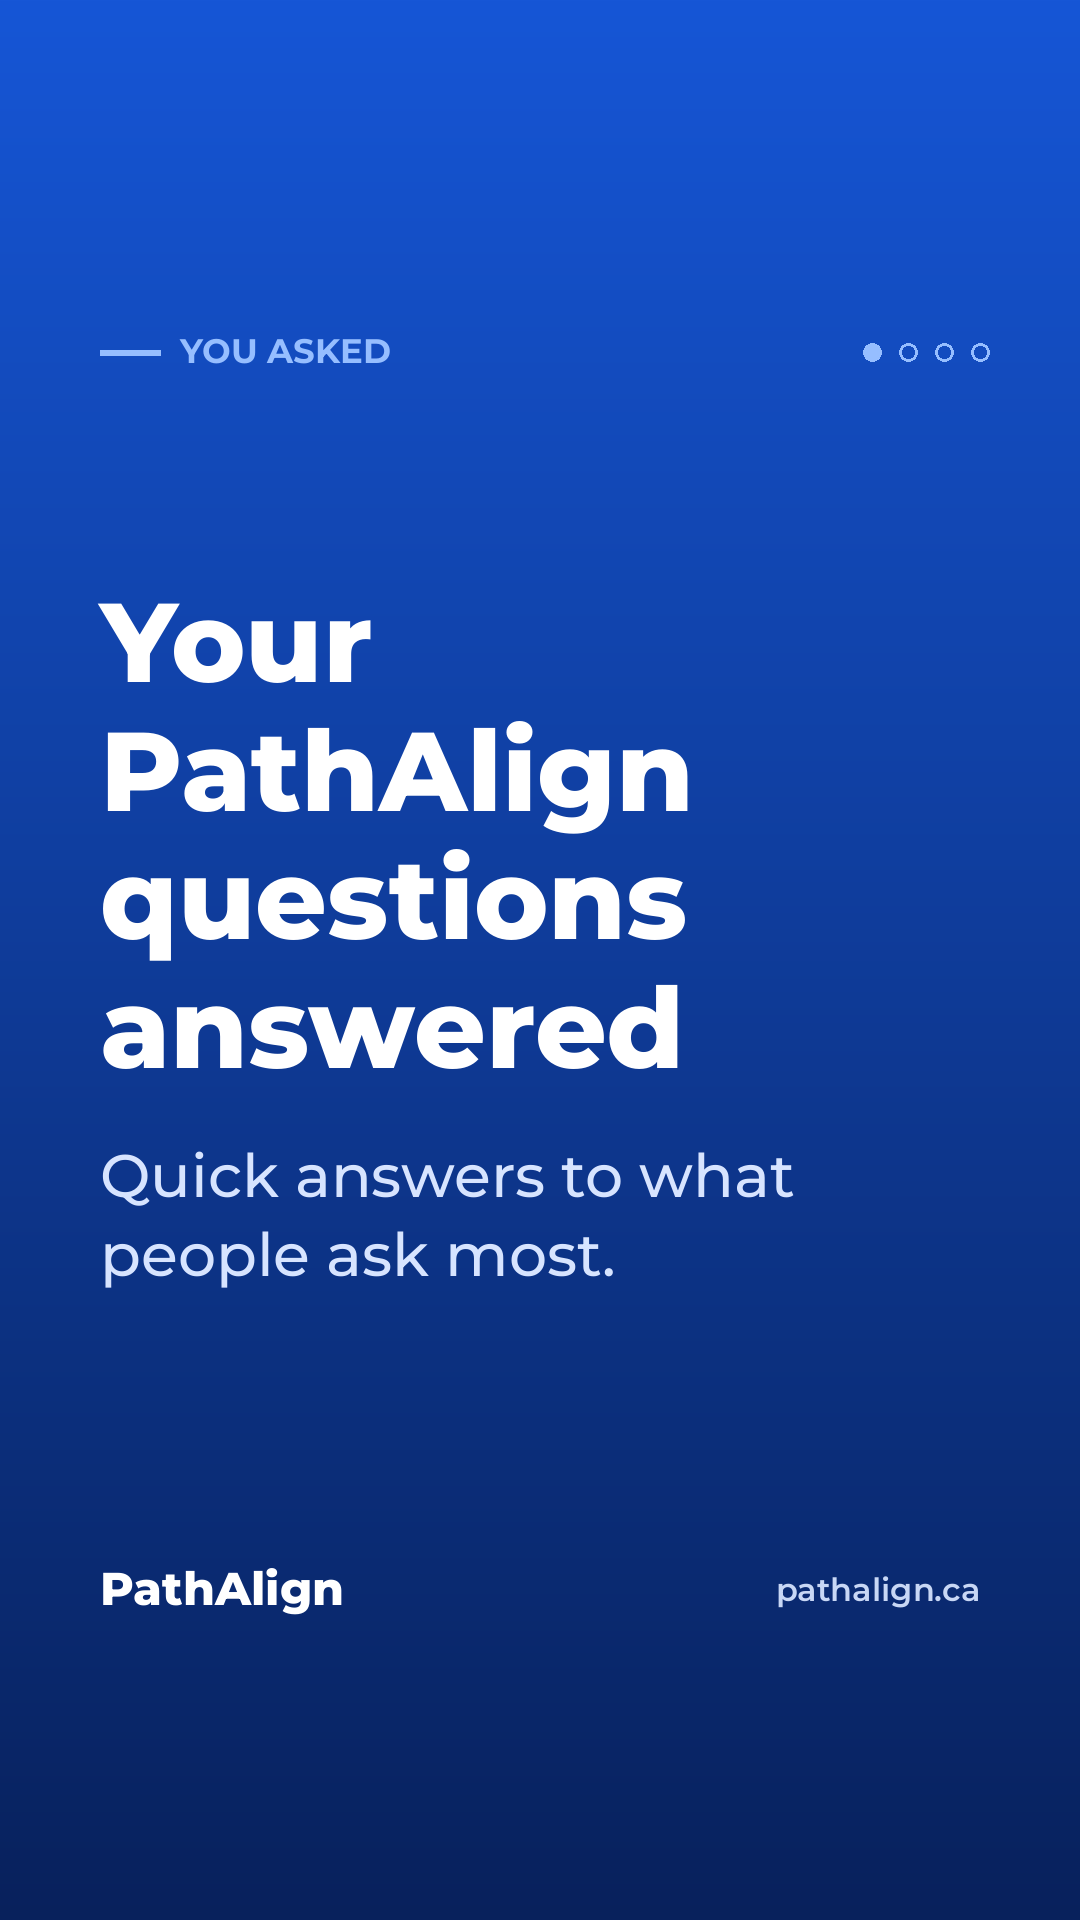 YOU ASKED
Your
PathAlign
questions
answered
Quick answers to what
people ask most.
PathAlign
pathalign.ca